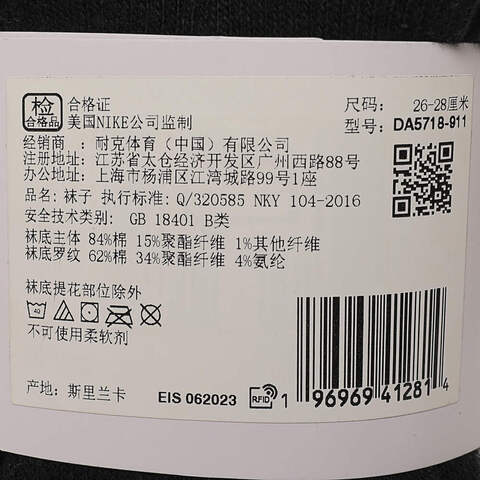 检 合格证
合格品 美国NIKE公司监制
尺码: 26-28厘米
型号: DA5718-911
经销商: 耐克体育（中国）有限公司
注册地址: 江苏省太仓经济开发区广州西路88号
办公地址: 上海市杨浦区江湾城路99号1座
品名: 袜子 执行标准: Q/320585 NKY 104-2016
安全技术类别: GB 18401 B类
袜底主体 84%棉 15%聚酯纤维 1%其他纤维
袜底罗纹 62%棉 34%聚酯纤维 4%氨纶
袜底提花部位除外
40
不可使用柔软剂
产地: 斯里兰卡 EIS 062023 RFID 1 96969 41281 4